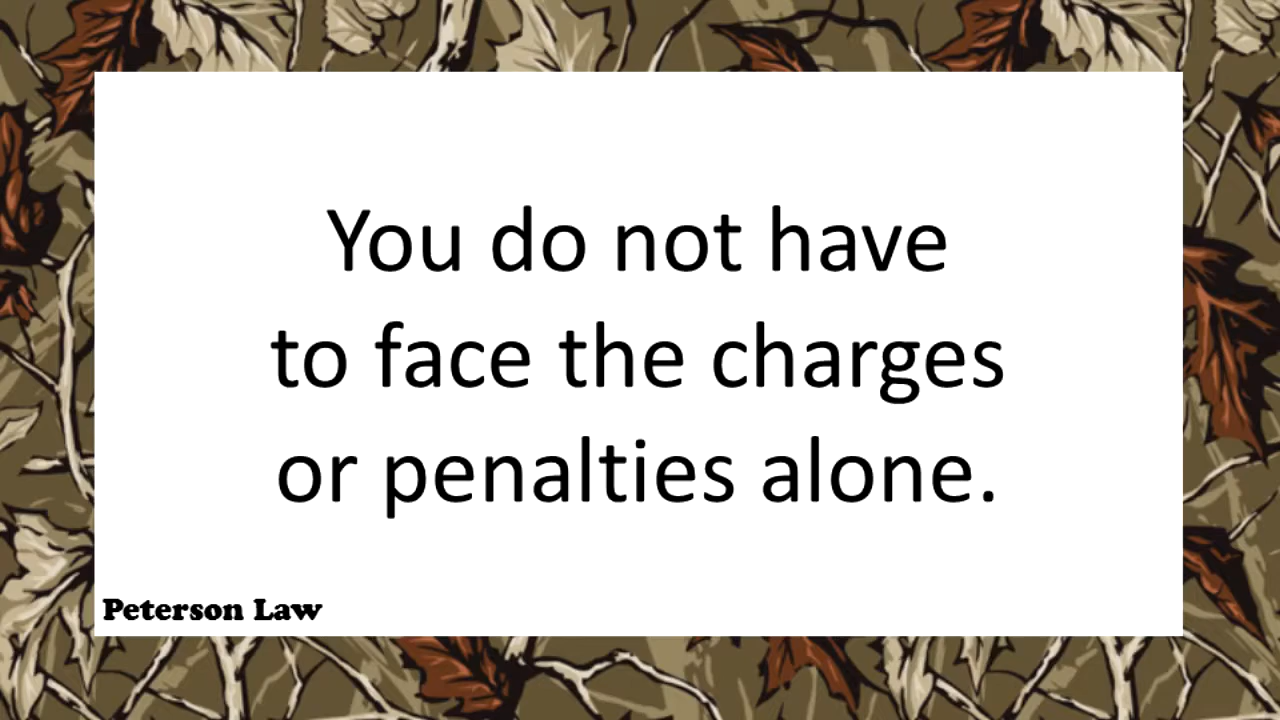 You do not have
to face the charges
or penalties alone.
Peterson Law